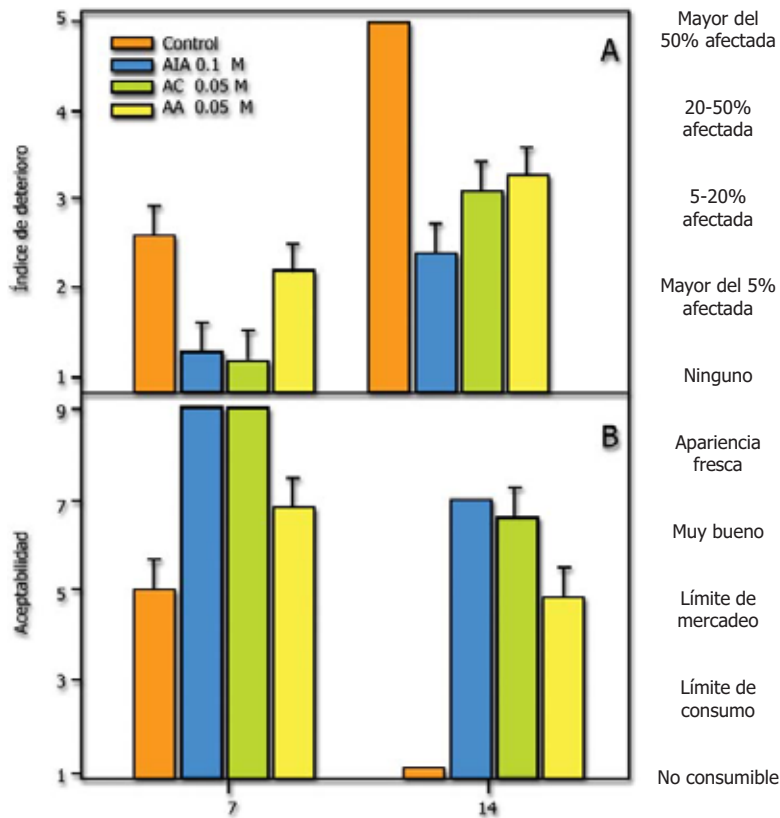 Índice de deterioro
5
4
3
2
1
Control
AIA 0.1 M
AC 0.05 M
AA 0.05 M
A
Mayor del
50% afectada
20-50%
afectada
5-20%
afectada
Mayor del 5%
afectada
Ninguno
Aceptabilidad
9
7
5
3
1
B
Apariencia
fresca
Muy bueno
Límite de
mercadeo
Límite de
consumo
No consumible
7
14